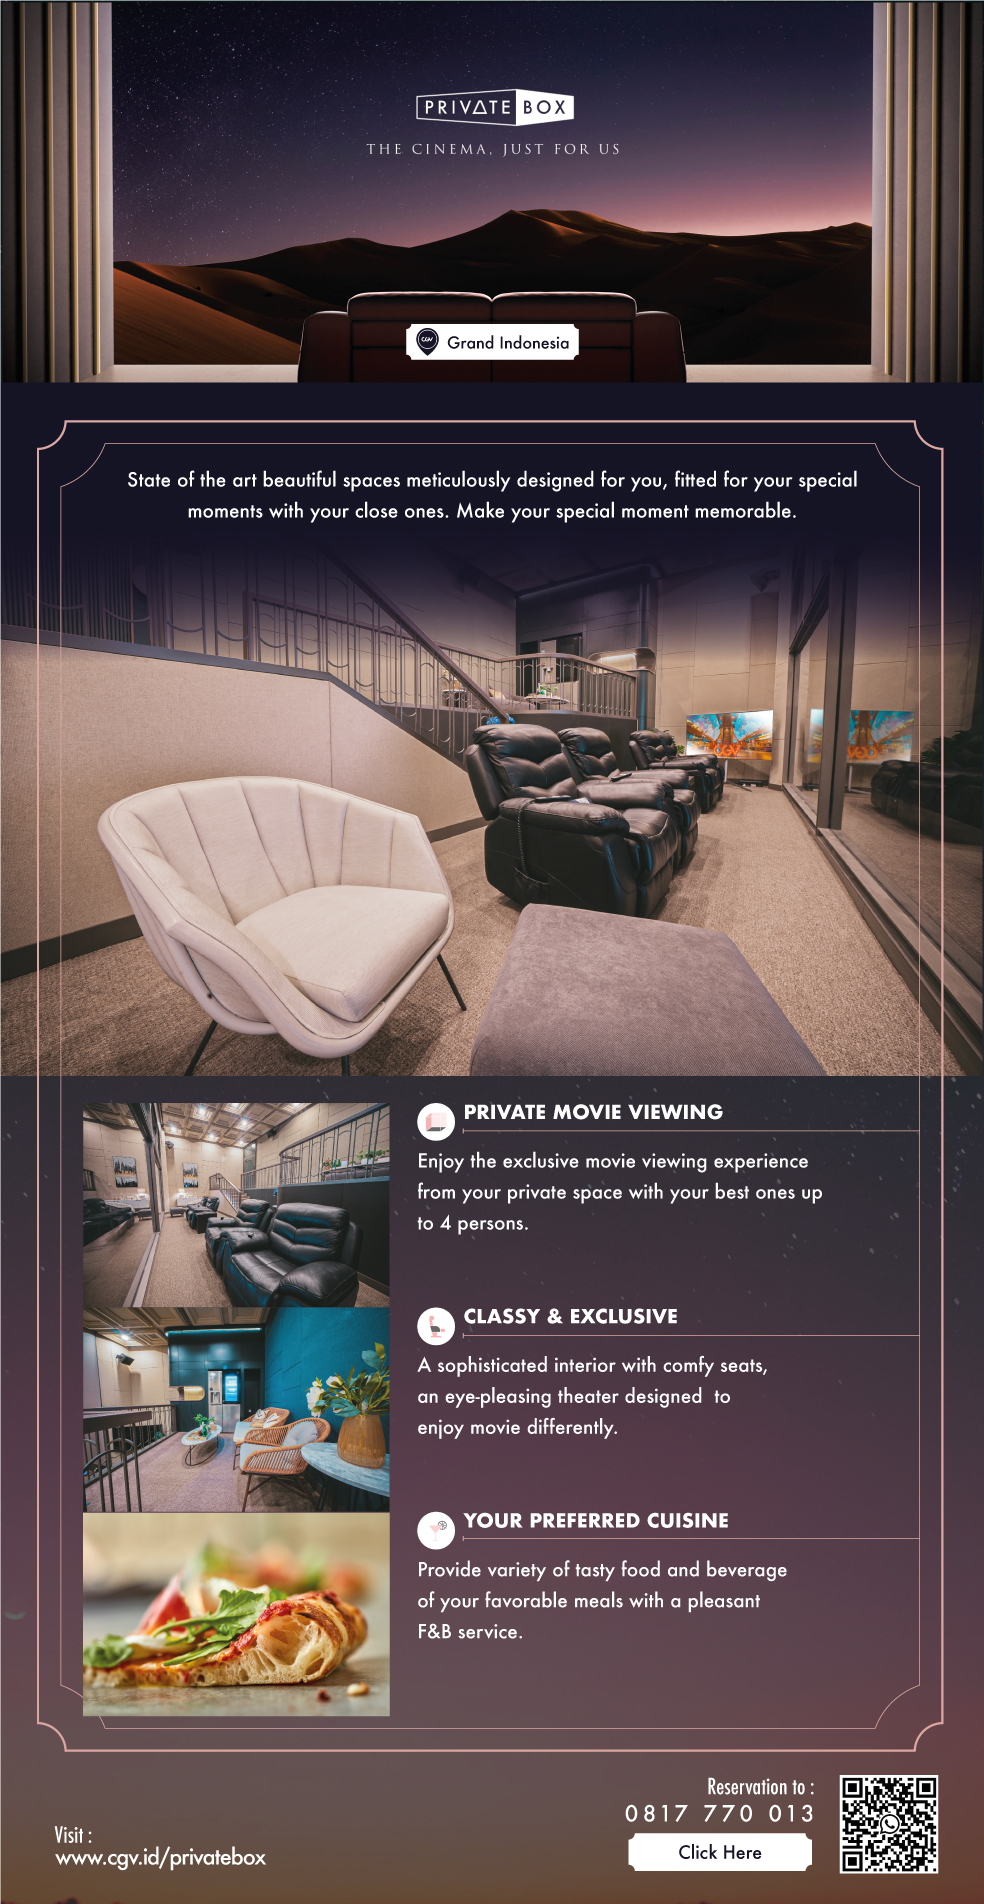 PRIVATE BOX
THE CINEMA, JUST FOR US
CGV Grand Indonesia
State of the art beautiful spaces meticulously designed for you, fitted for your special
moments with your close ones. Make your special moment memorable.
CGV
PRIVATE MOVIE VIEWING
Enjoy the exclusive movie viewing experience
from your private space with your best ones up
to 4 persons.
CLASSY & EXCLUSIVE
A sophisticated interior with comfy seats,
an eye-pleasing theater designed to
enjoy movie differently.
YOUR PREFERRED CUISINE
Provide variety of tasty food and beverage
of your favorable meals with a pleasant
F&B service.
Visit :
www.cgv.id/privatebox
Reservation to :
0817 770 013
Click Here